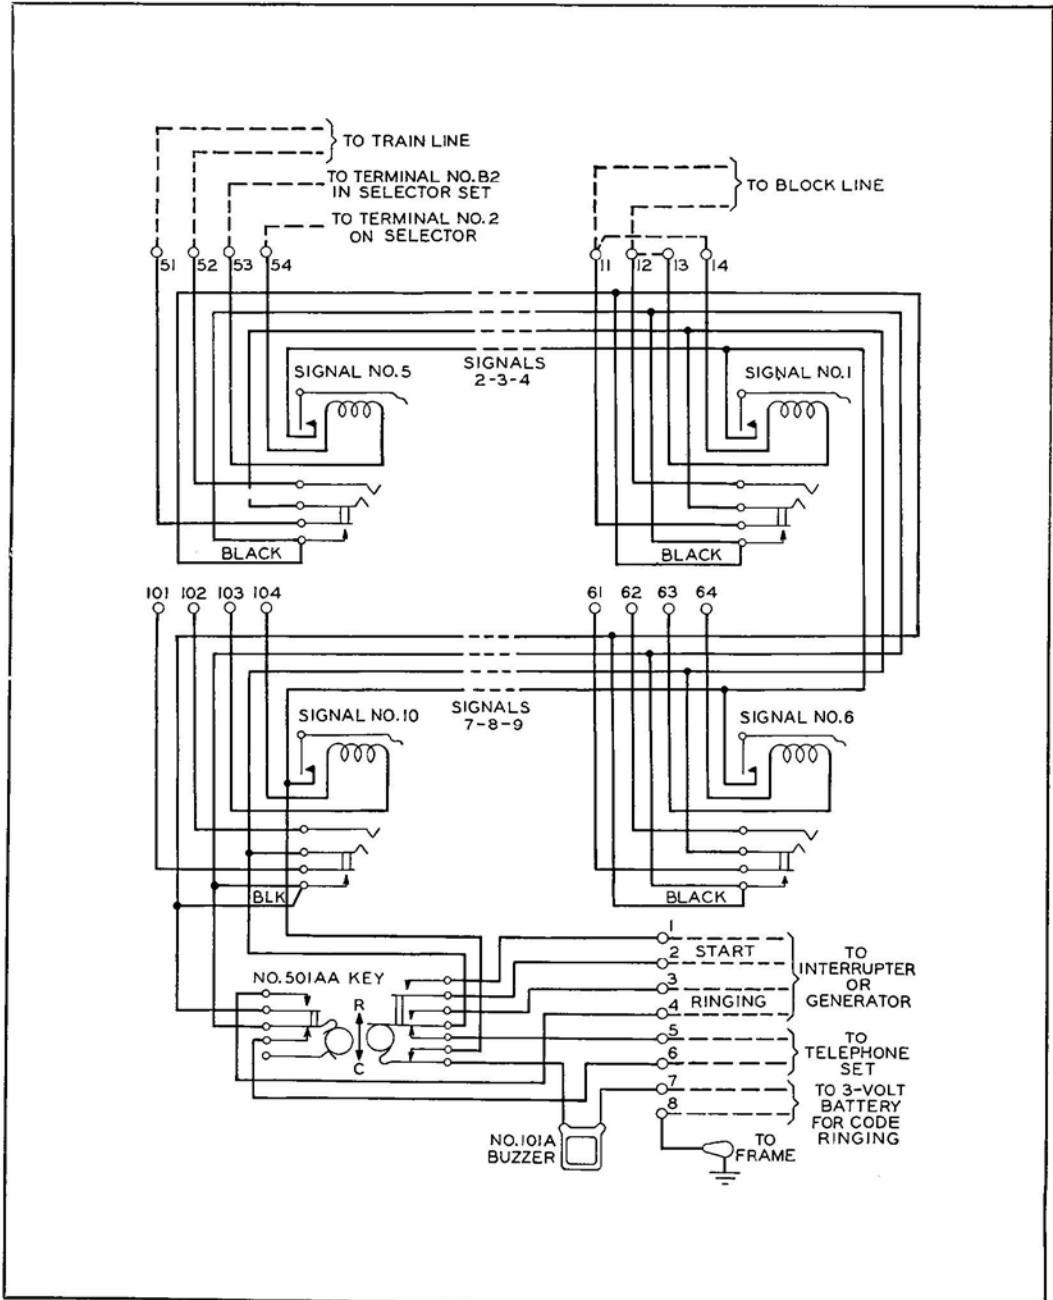 TO TRAIN LINE
TO TERMINAL NO. B2
IN SELECTOR SET
TO TERMINAL NO. 2
ON SELECTOR
TO BLOCK LINE
51 52 53 54
11 12 13 14
SIGNALS
2-3-4
SIGNAL NO. 5
SIGNAL NO. 1
BLACK
BLACK
101 102 103 104
61 62 63 64
SIGNALS
7-8-9
SIGNAL NO. 10
SIGNAL NO. 6
BLK
BLACK
NO. 501AA KEY
R
C
1
2 START
3
4 RINGING
5
6
7
8
TO
INTERRUPTER
OR
GENERATOR
TO
TELEPHONE
SET
TO 3-VOLT
BATTERY
FOR CODE
RINGING
NO. 101A
BUZZER
TO
FRAME